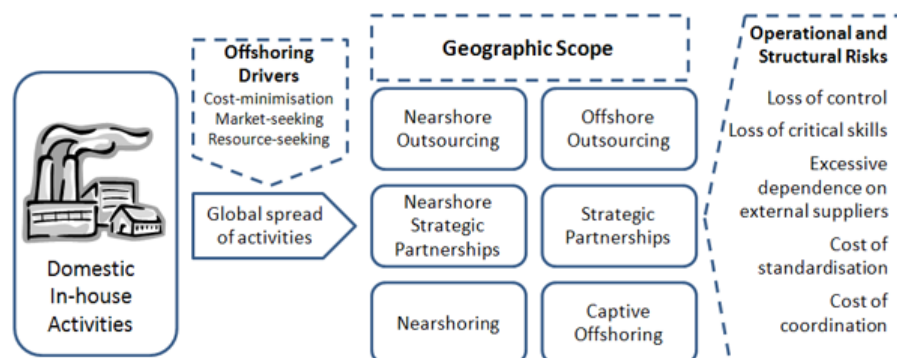 Domestic
In-house
Activities
Offshoring
Drivers
Cost-minimisation
Market-seeking
Resource-seeking
Global spread
of activities
Geographic Scope
Nearshore
Outsourcing
Offshore
Outsourcing
Nearshore
Strategic
Partnerships
Strategic
Partnerships
Nearshoring
Captive
Offshoring
Operational and
Structural Risks
Loss of control
Loss of critical skills
Excessive
dependence on
external suppliers
Cost of
standardisation
Cost of
coordination